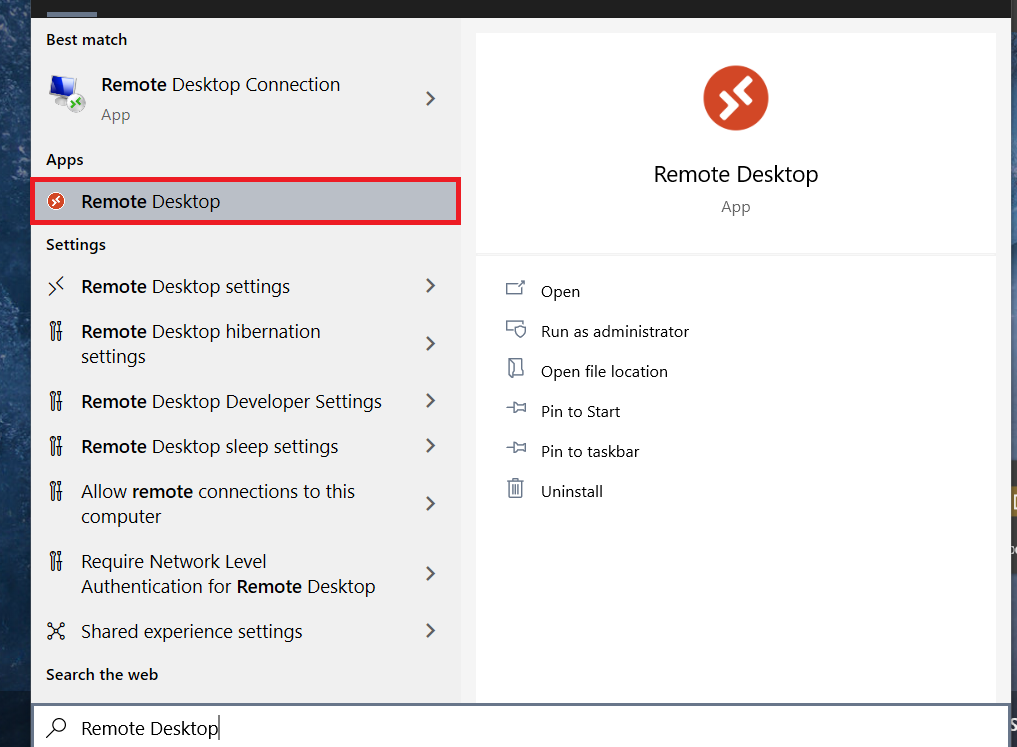 Best match
Remote Desktop Connection
App
Apps
Remote Desktop
Settings
Remote Desktop settings
Remote Desktop hibernation
settings
Remote Desktop Developer Settings
Remote Desktop sleep settings
Allow remote connections to this
computer
Require Network Level
Authentication for Remote Desktop
Shared experience settings
Search the web
Remote Desktop
App
Open
Run as administrator
Open file location
Pin to Start
Pin to taskbar
Uninstall
Remote Desktop